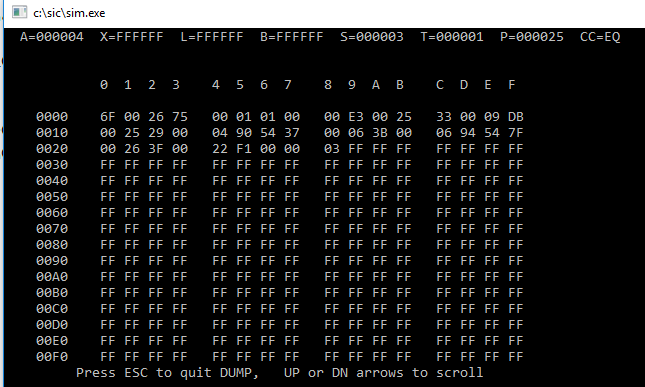 c:\sic\sim.exe
A=000004 X=FFFFFF L=FFFFFF B=FFFFFF S=000003 T=000001 P=000025 CC=EQ
0 1 2 3 4 5 6 7 8 9 A B C D E F
0000 6F 00 26 75 00 01 01 00 00 E3 00 25 33 00 09 DB
0010 00 25 29 00 04 90 54 37 00 06 3B 00 06 94 54 7F
0020 00 26 3F 00 22 F1 00 00 03 FF FF FF FF FF FF FF
0030 FF FF FF FF FF FF FF FF FF FF FF FF FF FF FF FF
0040 FF FF FF FF FF FF FF FF FF FF FF FF FF FF FF FF
0050 FF FF FF FF FF FF FF FF FF FF FF FF FF FF FF FF
0060 FF FF FF FF FF FF FF FF FF FF FF FF FF FF FF FF
0070 FF FF FF FF FF FF FF FF FF FF FF FF FF FF FF FF
0080 FF FF FF FF FF FF FF FF FF FF FF FF FF FF FF FF
0090 FF FF FF FF FF FF FF FF FF FF FF FF FF FF FF FF
00A0 FF FF FF FF FF FF FF FF FF FF FF FF FF FF FF FF
00B0 FF FF FF FF FF FF FF FF FF FF FF FF FF FF FF FF
00C0 FF FF FF FF FF FF FF FF FF FF FF FF FF FF FF FF
00D0 FF FF FF FF FF FF FF FF FF FF FF FF FF FF FF FF
00E0 FF FF FF FF FF FF FF FF FF FF FF FF FF FF FF FF
00F0 FF FF FF FF FF FF FF FF FF FF FF FF FF FF FF FF
Press ESC to quit DUMP, UP or DN arrows to scroll